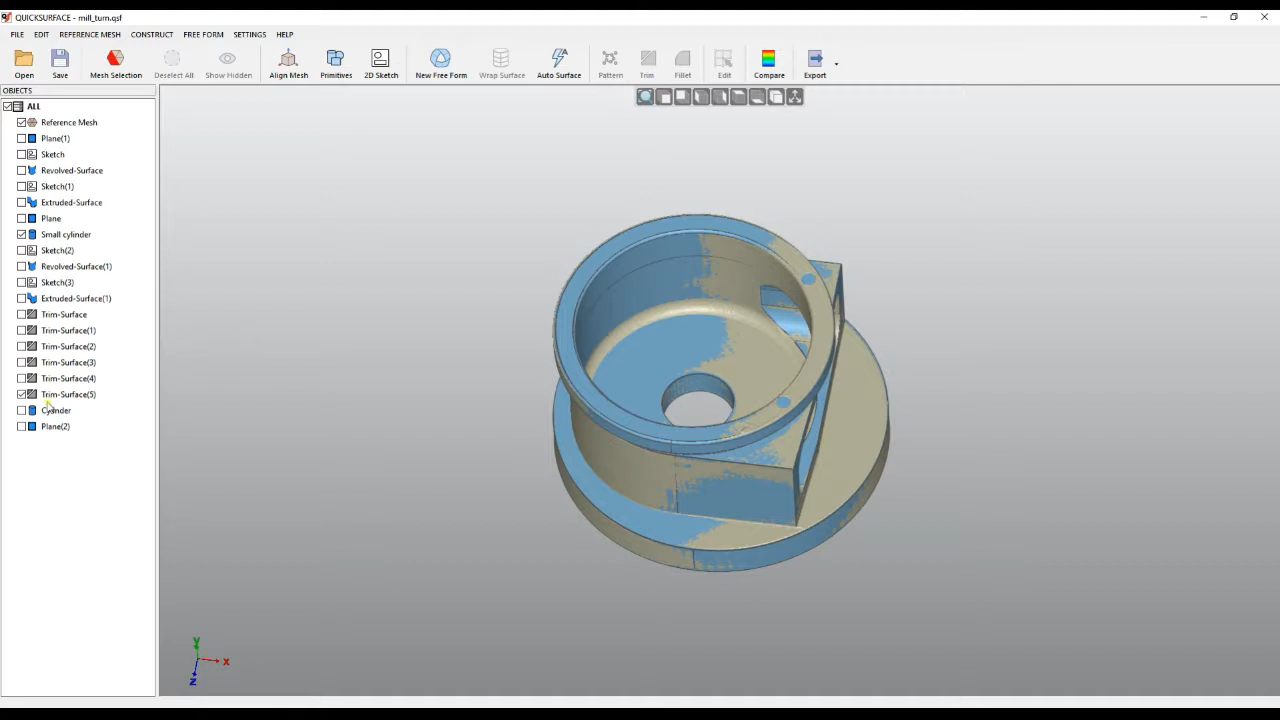 QUICKSURFACE - mill_turn.qsf
FILE EDIT REFERENCE MESH CONSTRUCT FREE FORM SETTINGS HELP
Open Save Mesh Selection Deselect All Show Hidden Align Mesh Primitives 2D Sketch New Free Form Wrap Surface Auto Surface Pattern Trim Fillet Edit Compare Export
OBJECTS
ALL
Reference Mesh
Plane(1)
Sketch
Revolved-Surface
Sketch(1)
Extruded-Surface
Plane
Small cylinder
Sketch(2)
Revolved-Surface(1)
Sketch(3)
Extruded-Surface(1)
Trim-Surface
Trim-Surface(1)
Trim-Surface(2)
Trim-Surface(3)
Trim-Surface(4)
Trim-Surface(5)
Cylinder
Plane(2)
Y
X
Z